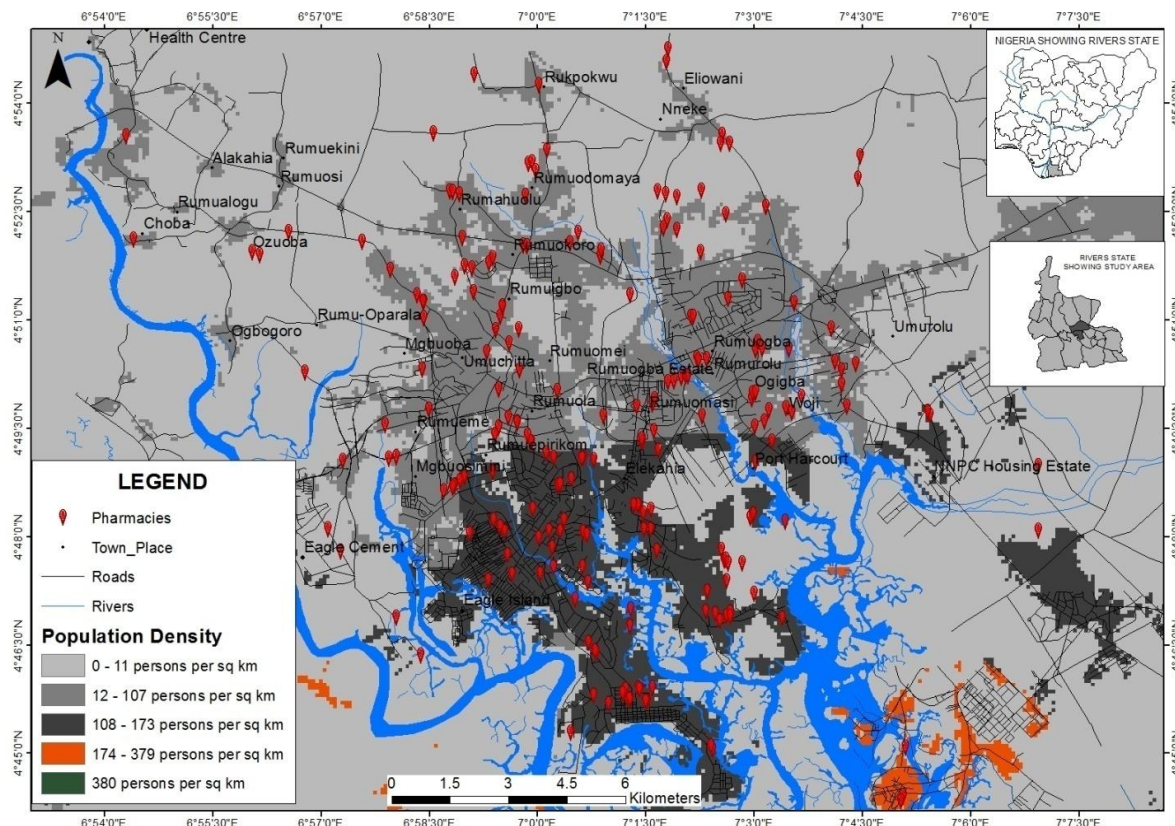 6°54'0"E 6°55'30"E 6°57'0"E 6°58'30"E 7°0'0"E 7°1'30"E 7°3'0"E 7°4'30"E 7°6'0"E 7°7'30"E
N
Health Centre
NIGERIA SHOWING RIVERS STATE
Rukpokwu
Eliowani
4°54'0"N
Nneke
Rumuekini
Alakahia
Rumuosi
Rumuodomaya
4°52'30"N
Rumualogu
Rumahuolu
Choba
Ozuoba
Rumuokoro
RIVERS STATE
SHOWING STUDY AREA
Rumuigbo
4°51'0"N
Rumu-Oparala
Umurolu
Ogbogoro
Mgbuoba
Umuchitta
Rumuomei
Rumuogba
Rumuogba Estate
Rumurolu
Ogigba
Rumuola
Rumuomasi
Woji
4°49'30"N
Rumueme
Rumuepirikom
Mgbuosimini
Elekahia
Port Harcourt
NNPC Housing Estate
LEGEND
Pharmacies
Town_Place
Roads
Rivers
Population Density
0 - 11 persons per sq km
12 - 107 persons per sq km
108 - 173 persons per sq km
174 - 379 persons per sq km
380 persons per sq km
4°48'0"N
Eagle Cement
Eagle Island
4°46'30"N
4°45'0"N
0 1.5 3 4.5 6
Kilometers
6°54'0"E 6°55'30"E 6°57'0"E 6°58'30"E 7°0'0"E 7°1'30"E 7°3'0"E 7°4'30"E 7°6'0"E 7°7'30"E